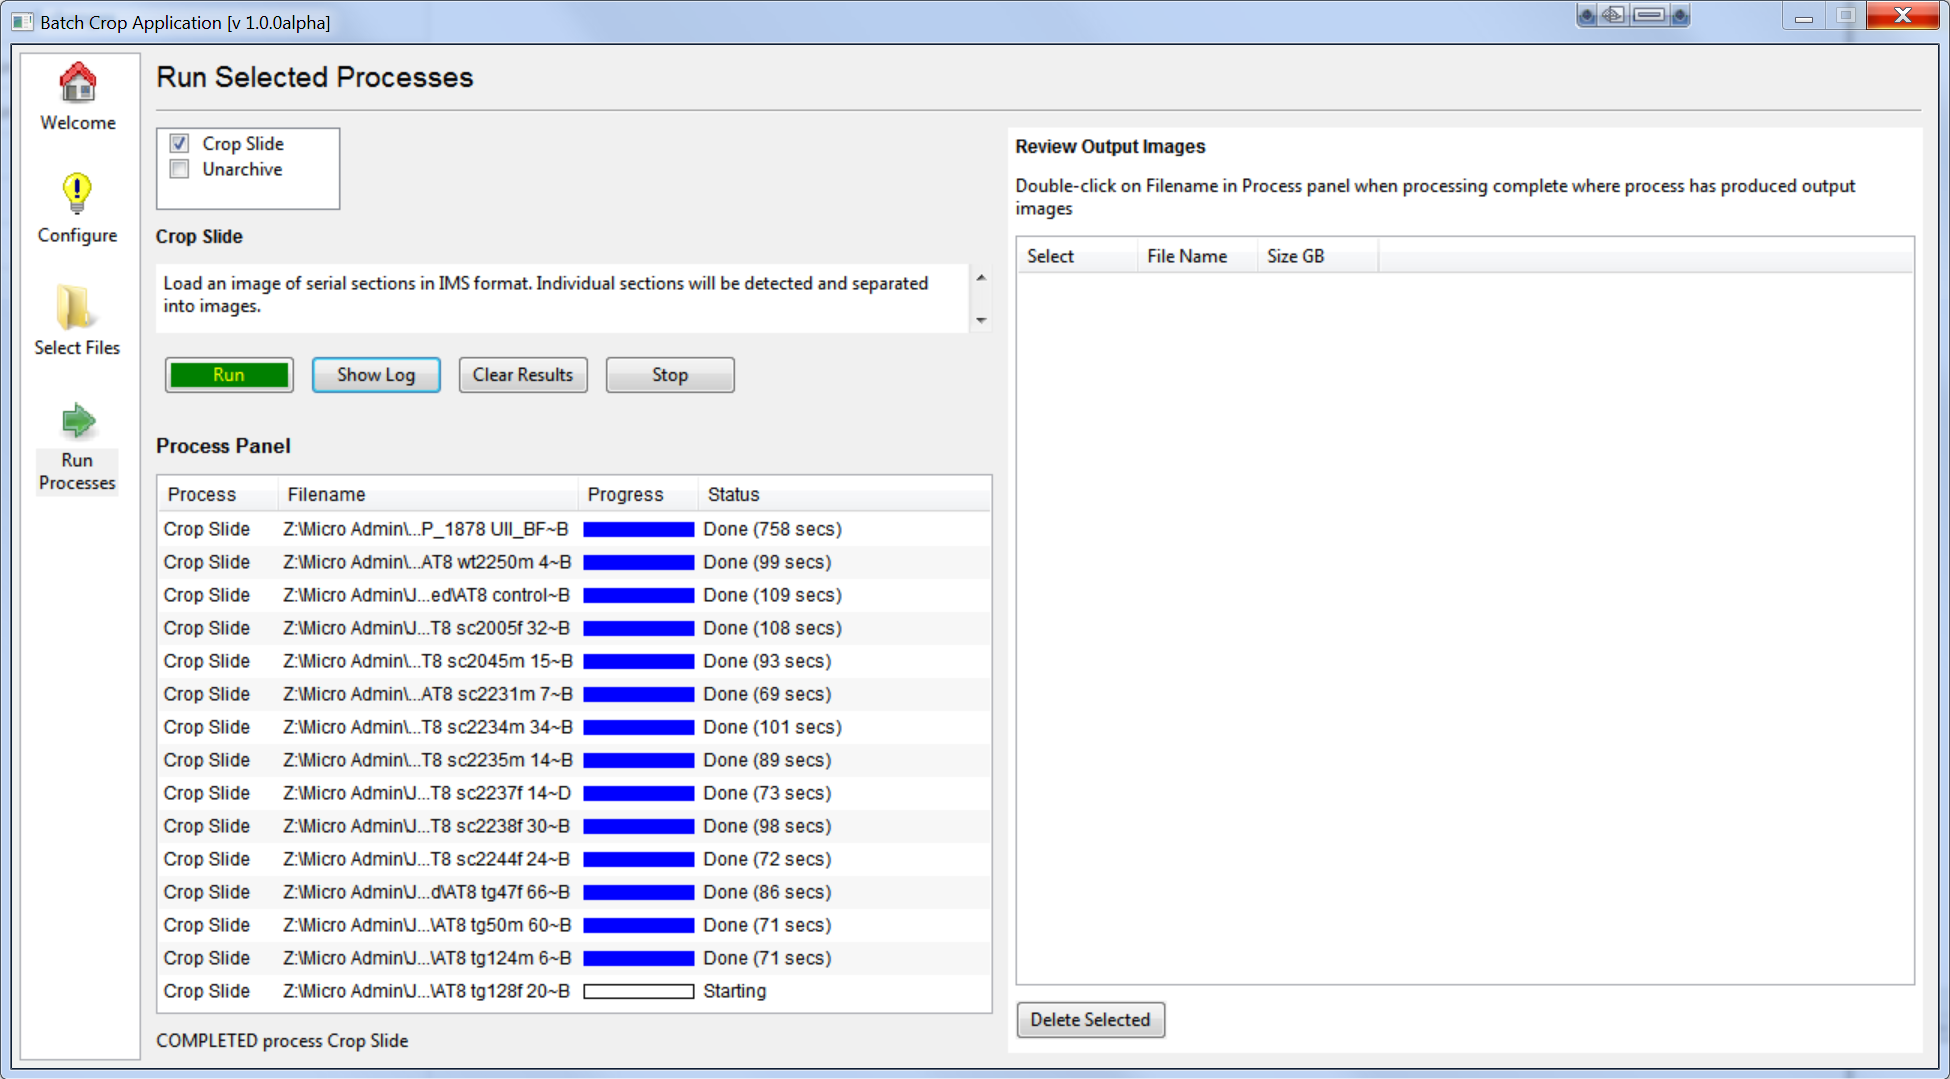 Batch Crop Application [v 1.0.0alpha]
Welcome
Configure
Select Files
Run
Processes
Run Selected Processes
Crop Slide
Unarchive
Crop Slide
Load an image of serial sections in IMS format. Individual sections will be detected and separated
into images.
Run
Show Log
Clear Results
Stop
Process Panel
Process Filename Progress Status
Crop Slide Z:\Micro Admin\...P_1878 UII_BF~B Done (758 secs)
Crop Slide Z:\Micro Admin\...AT8 wt2250m 4~B Done (99 secs)
Crop Slide Z:\Micro Admin\J...ed\AT8 control~B Done (109 secs)
Crop Slide Z:\Micro Admin\J...T8 sc2005f 32~B Done (108 secs)
Crop Slide Z:\Micro Admin\...T8 sc2045m 15~B Done (93 secs)
Crop Slide Z:\Micro Admin\...AT8 sc2231m 7~B Done (69 secs)
Crop Slide Z:\Micro Admin\...T8 sc2234m 34~B Done (101 secs)
Crop Slide Z:\Micro Admin\...T8 sc2235m 14~B Done (89 secs)
Crop Slide Z:\Micro Admin\J...T8 sc2237f 14~D Done (73 secs)
Crop Slide Z:\Micro Admin\J...T8 sc2238f 30~B Done (98 secs)
Crop Slide Z:\Micro Admin\J...T8 sc2244f 24~B Done (72 secs)
Crop Slide Z:\Micro Admin\J...d\AT8 tg47f 66~B Done (86 secs)
Crop Slide Z:\Micro Admin\J...\AT8 tg50m 60~B Done (71 secs)
Crop Slide Z:\Micro Admin\J...\AT8 tg124m 6~B Done (71 secs)
Crop Slide Z:\Micro Admin\J...\AT8 tg128f 20~B Starting
COMPLETED process Crop Slide
Review Output Images
Double-click on Filename in Process panel when processing complete where process has produced output
images
Select File Name Size GB
Delete Selected